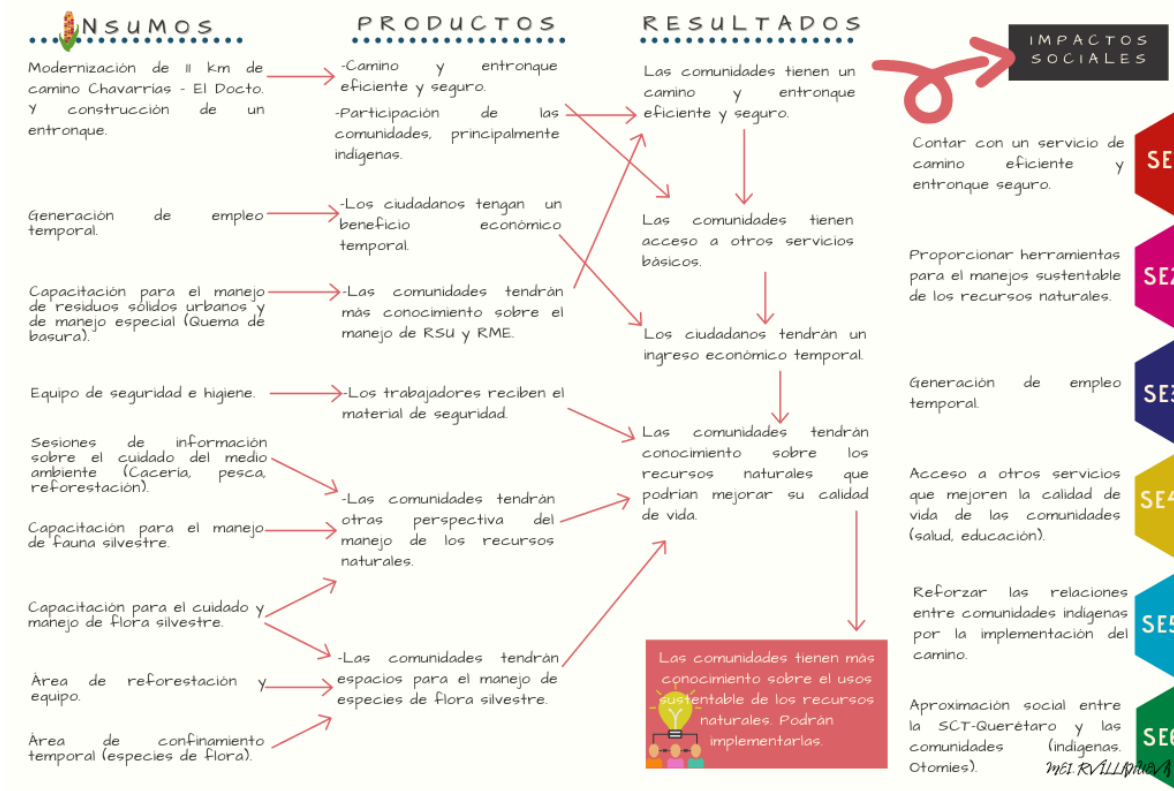 INSUMOS
Modernización de 11 km de
camino Chavarrías - El Docto.
y construcción de un
entronque.
Generación de empleo
temporal.
Capacitación para el manejo
de residuos sólidos urbanos y
de manejo especial (Quema de
basura).
Equipo de seguridad e higiene.
Sesiones de información
sobre el cuidado del medio
ambiente (Cacería, pesca,
reforestación).
Capacitación para el manejo
de fauna silvestre.
Capacitación para el cuidado y
manejo de flora silvestre.
Área de reforestación y
equipo.
Área de confinamiento
temporal (especies de flora).
PRODUCTOS
-Camino y entronque
eficiente y seguro.
-Participación de las
comunidades, principalmente
indígenas.
-Los ciudadanos tengan un
beneficio económico
temporal.
-Las comunidades tendrán
más conocimiento sobre el
manejo de RSU y RME.
-Los trabajadores reciben el
material de seguridad.
-Las comunidades tendrán
otras perspectiva del
manejo de los recursos
naturales.
-Las comunidades tendrán
espacios para el manejo de
especies de flora silvestre.
RESULTADOS
Las comunidades tienen un
camino y entronque
eficiente y seguro.
Las comunidades tienen
acceso a otros servicios
básicos.
Los ciudadanos tendrán un
ingreso económico temporal.
Las comunidades tendrán
conocimiento sobre los
recursos naturales que
podrían mejorar su calidad
de vida.
Las comunidades tienen más
conocimiento sobre el usos
sustentable de los recursos
naturales. Podrán
implementarlas.
IMPACTOS
SOCIALES
Contar con un servicio de
camino eficiente y
entronque seguro.
SE
Proporcionar herramientas
para el manejos sustentable
de los recursos naturales.
SE2
Generación de empleo
temporal.
SE3
Acceso a otros servicios
que mejoren la calidad de
vida de las comunidades
(salud, educación).
SE4
Reforzar las relaciones
entre comunidades indígenas
por la implementación del
camino.
SE5
Aproximación social entre
la SCT-Querétaro y las
comunidades (indígenas.
Otomíes).
SE6